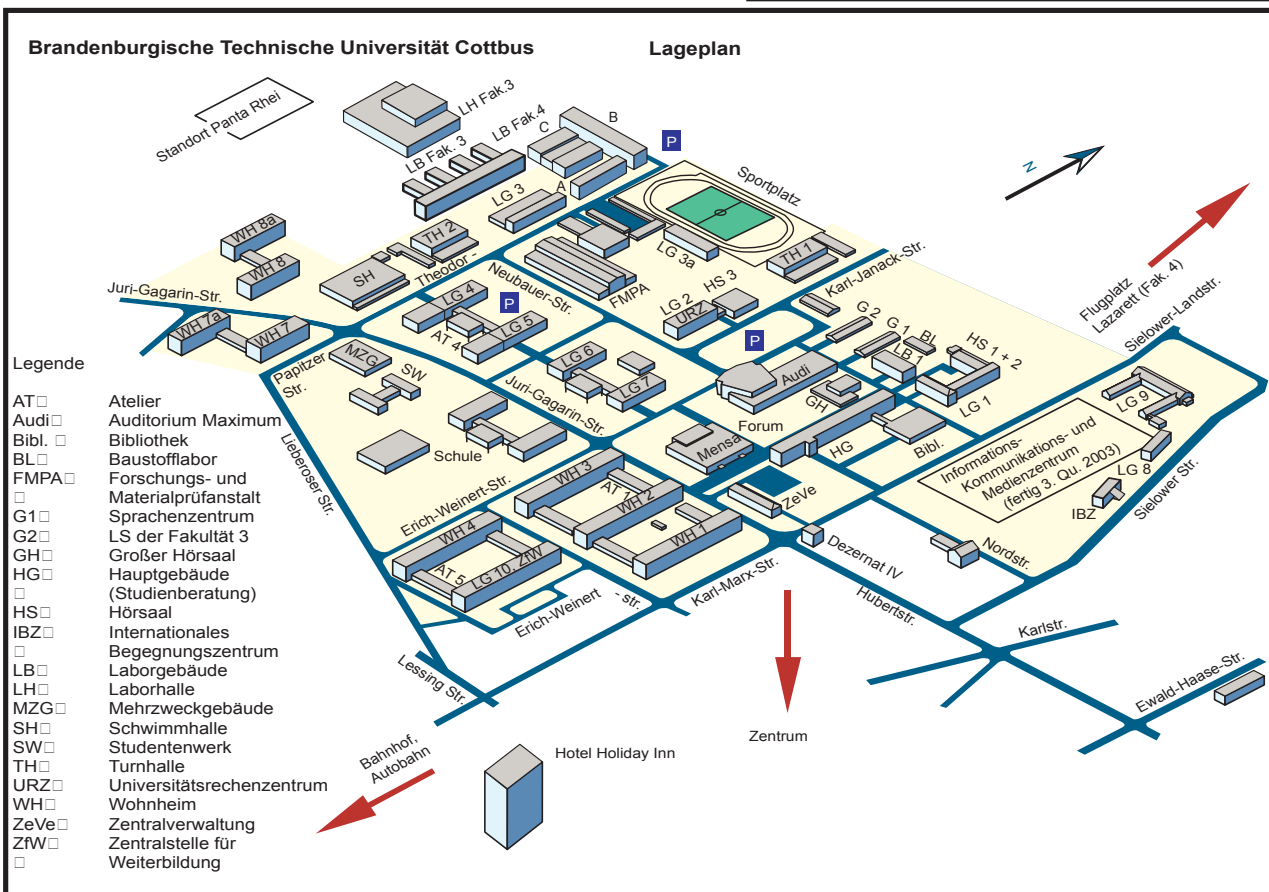 Brandenburgische Technische Universität Cottbus
Lageplan
Standort Panta Rhei
LH Fak.3
LB Fak.4
LB Fak. 3
C
B
A
P
N
Sportplatz
LG 3
LG 3a
TH 1
TH 2
WH 8a
WH 8
SH
Theodor -
Neubauer-Str.
FMPA
HS 3
LG 2
URZ
Karl-Janack-Str.
Flugplatz
Lazarett (Fak. 4)
Sielower-Landstr.
Juri-Gagarin-Str.
WH 7a
WH 7
LG 4
P
LG 5
AT 4
P
G 2
G 1
BL
HS 1 + 2
LB 1
LG 1
Papitzer
Str.
MZG
SW
LG 6
LG 7
Juri-Gagarin-Str.
Audi
GH
Forum
Mensa
HG
Bibl.
LG 9
LG 8
Informations-
Kommunikations- und
Medienzentrum
(fertig 3. Qu. 2003)
IBZ
Sielower Str.
Lieberoser Str.
Schule
Erich-Weinert-Str.
WH 3
AT 1
WH 2
WH 1
ZeVe
WH 4
AT 5
LG 10, ZfW
Dezernat IV
Nordstr.
Karl-Marx-Str.
Hubertstr.
Erich-Weinert
- str.
Karlstr.
Lessing Str.
Ewald-Haase-Str.
Zentrum
Bahnhof,
Autobahn
Hotel Holiday Inn
Legende
AT□ Atelier
Audi□ Auditorium Maximum
Bibl. □ Bibliothek
BL□ Baustofflabor
FMPA□ Forschungs- und
□ Materialprüfanstalt
G1□ Sprachenzentrum
G2□ LS der Fakultät 3
GH□ Großer Hörsaal
HG□ Hauptgebäude
□ (Studienberatung)
HS□ Hörsaal
IBZ□ Internationales
□ Begegnungszentrum
LB□ Laborgebäude
LH□ Laborhalle
MZG□ Mehrzweckgebäude
SH□ Schwimmhalle
SW□ Studentenwerk
TH□ Turnhalle
URZ□ Universitätsrechenzentrum
WH□ Wohnheim
ZeVe□ Zentralverwaltung
ZfW□ Zentralstelle für
□ Weiterbildung